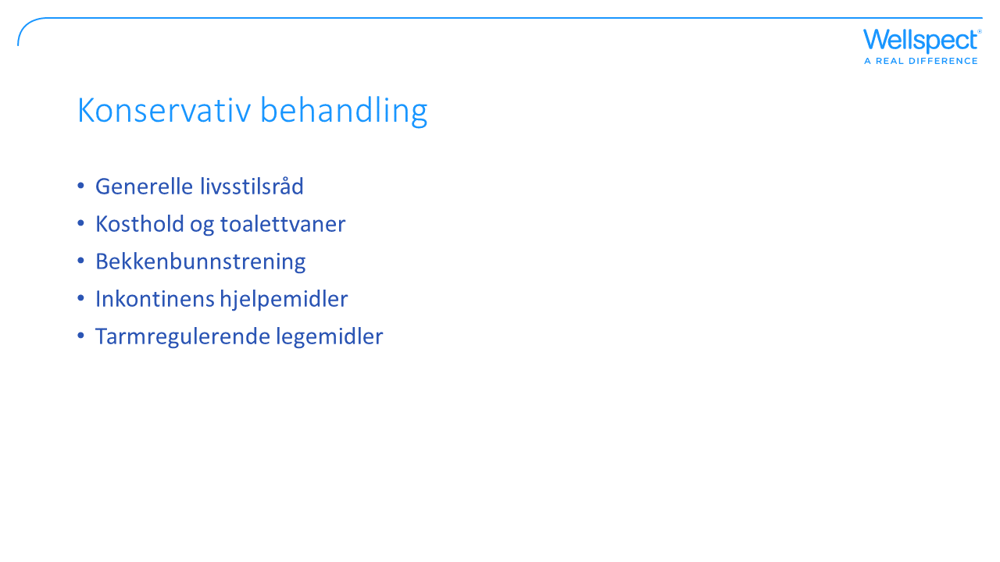 Wellspect®
A REAL DIFFERENCE
Konservativ behandling
• Generelle livsstilsråd
• Kosthold og toalettvaner
• Bekkenbunnstrening
• Inkontinens hjelpemidler
• Tarmregulerende legemidler